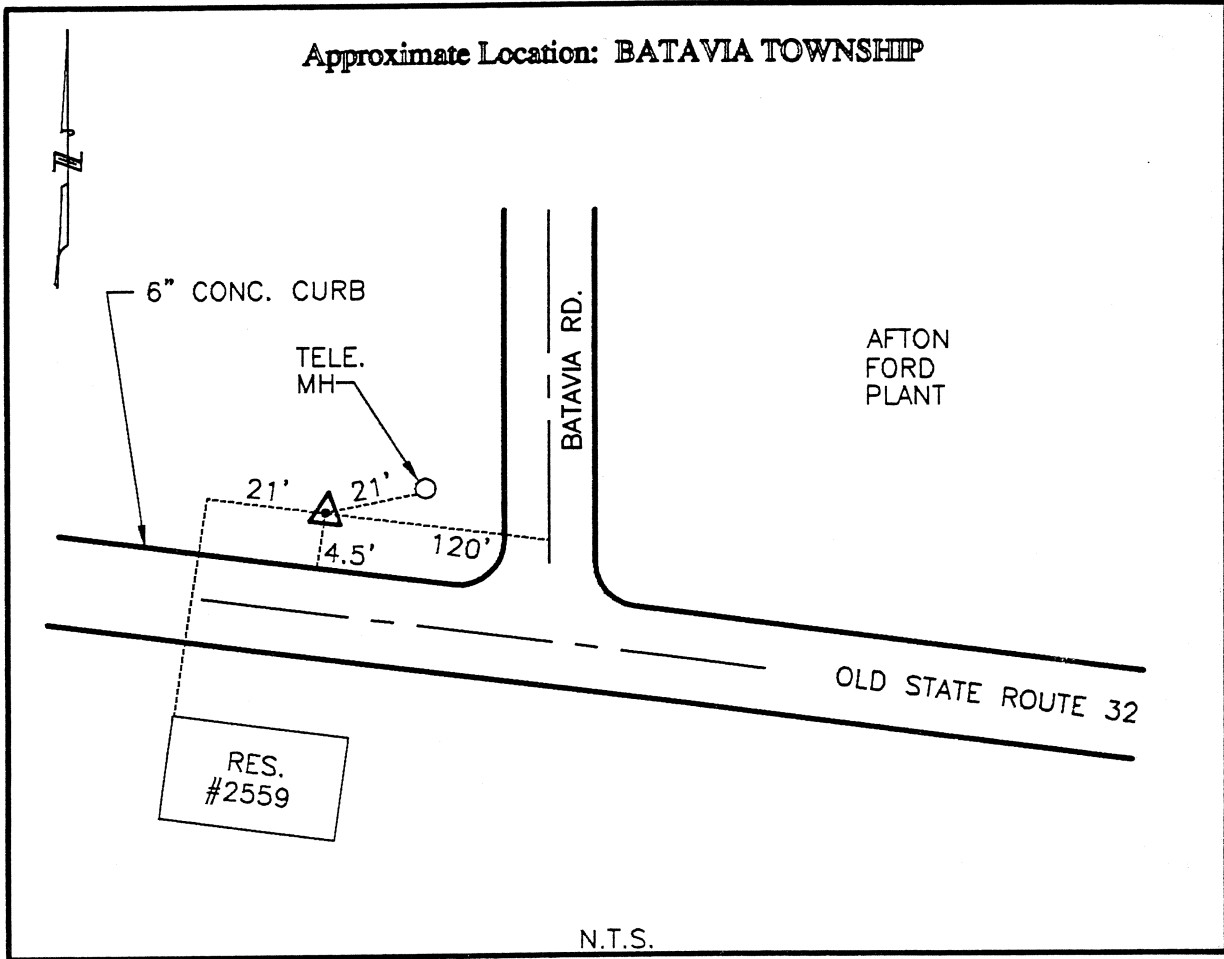 Approximate Location: BATAVIA TOWNSHIP
N
6" CONC. CURB
TELE.
MH
BATAVIA RD.
AFTON
FORD
PLANT
21'
21'
4.5'
120'
OLD STATE ROUTE 32
RES.
#2559
N.T.S.